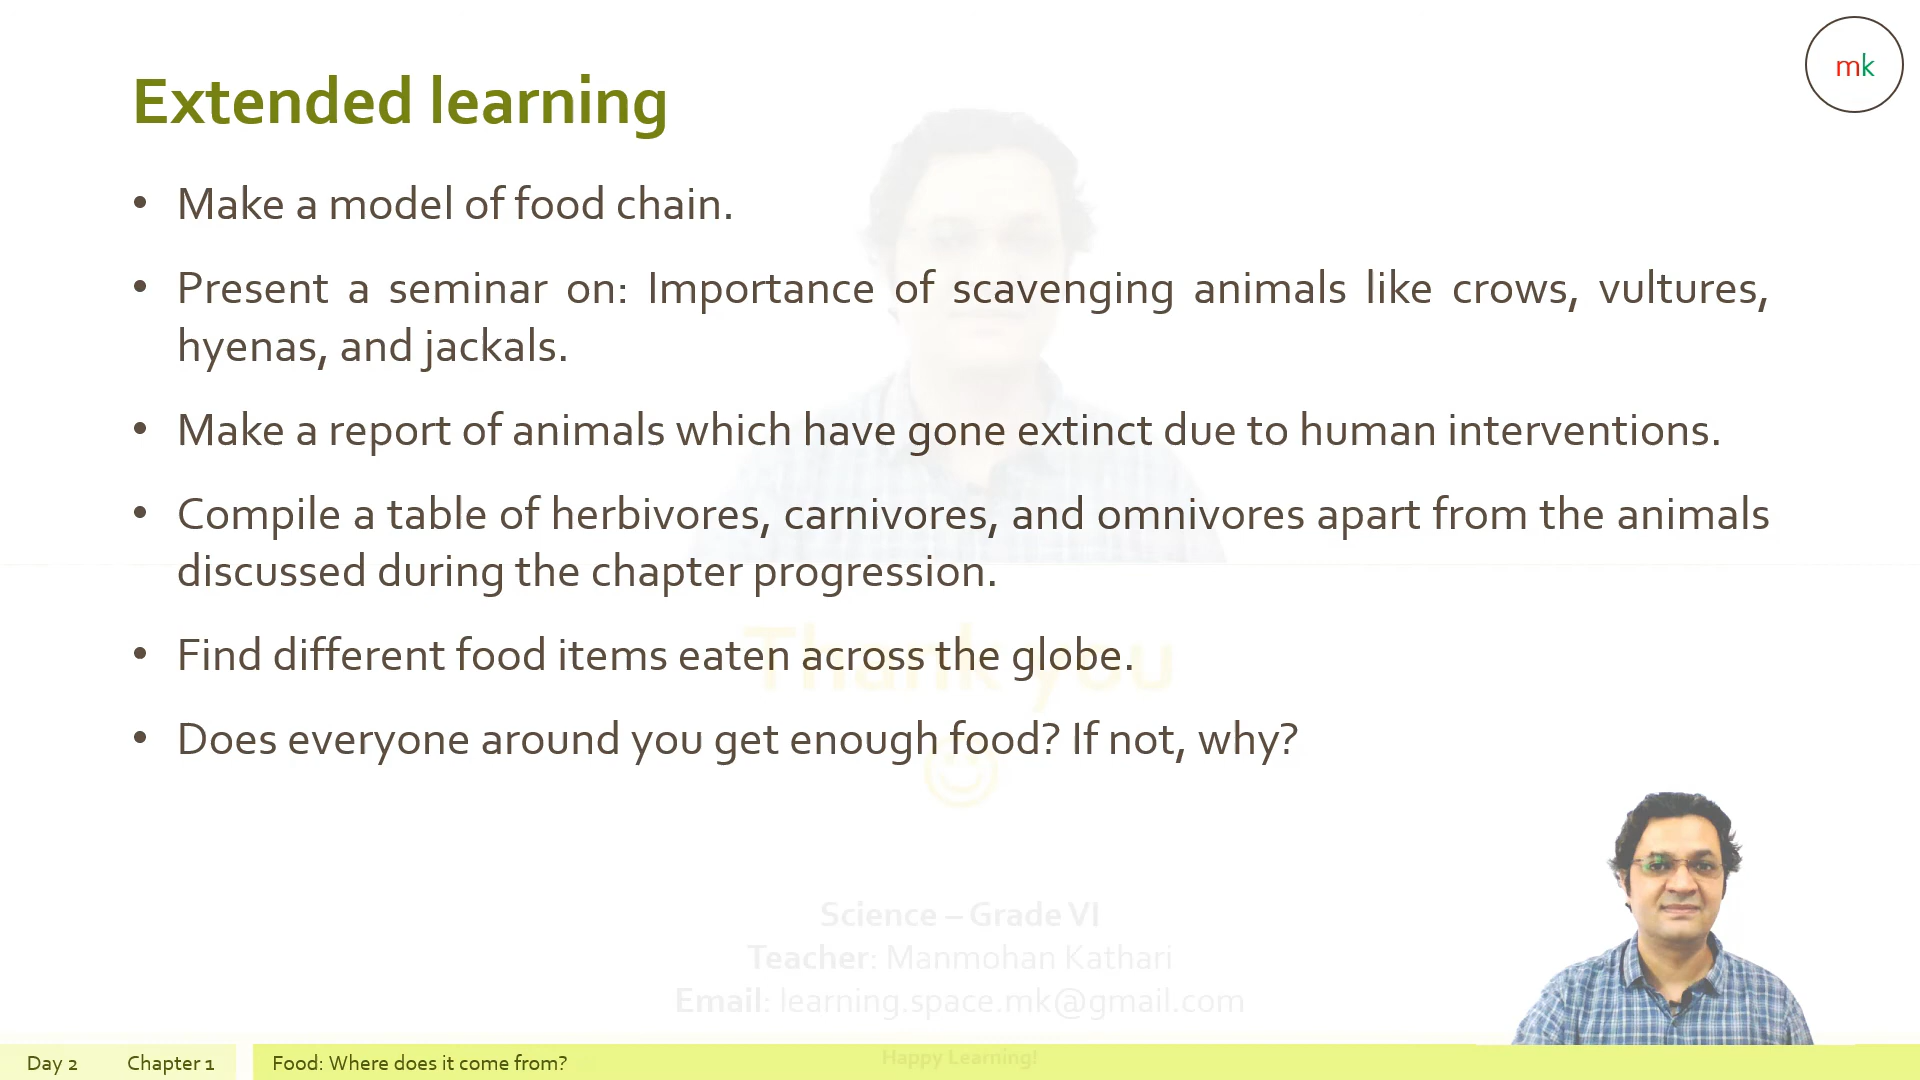 mk
Extended learning
• Make a model of food chain.
• Present a seminar on: Importance of scavenging animals like crows, vultures,
hyenas, and jackals.
• Make a report of animals which have gone extinct due to human interventions.
• Compile a table of herbivores, carnivores, and omnivores apart from the animals
discussed during the chapter progression.
• Find different food items eaten across the globe.
Thank you
• Does everyone around you get enough food? If not, why?
Science – Grade VI
Teacher: Manmohan Kathari
Email: learning.space.mk@gmail.com
Happy Learning!
Day 2 Chapter 1 Food: Where does it come from?